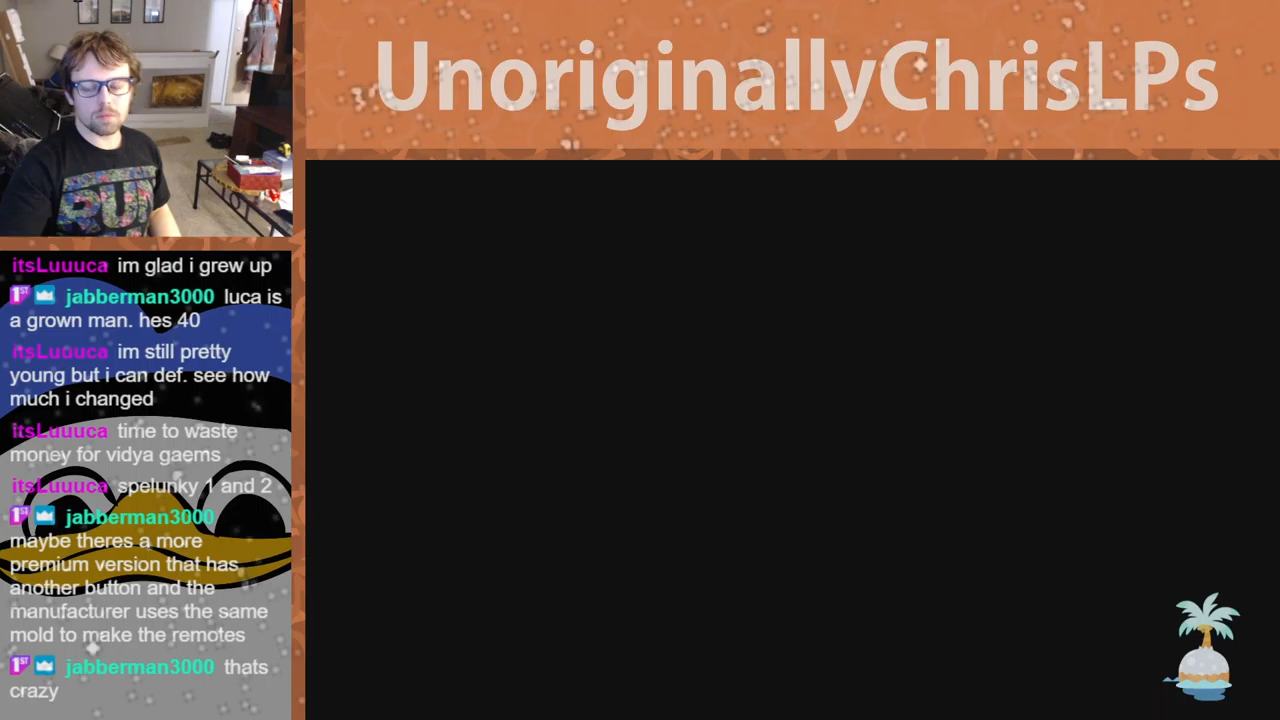 UnoriginallyChrisLPs
itsLuuuca im glad i grew up
1ST jabberman3000 luca is
a grown man. hes 40
itsLuuuca im still pretty
young but i can def. see how
much i changed
itsLuuuca time to waste
money for vidya gaems
itsLuuuca spelunky 1 and 2
1ST jabberman3000
maybe theres a more
premium version that has
another button and the
manufacturer uses the same
mold to make the remotes
1ST jabberman3000 thats
crazy